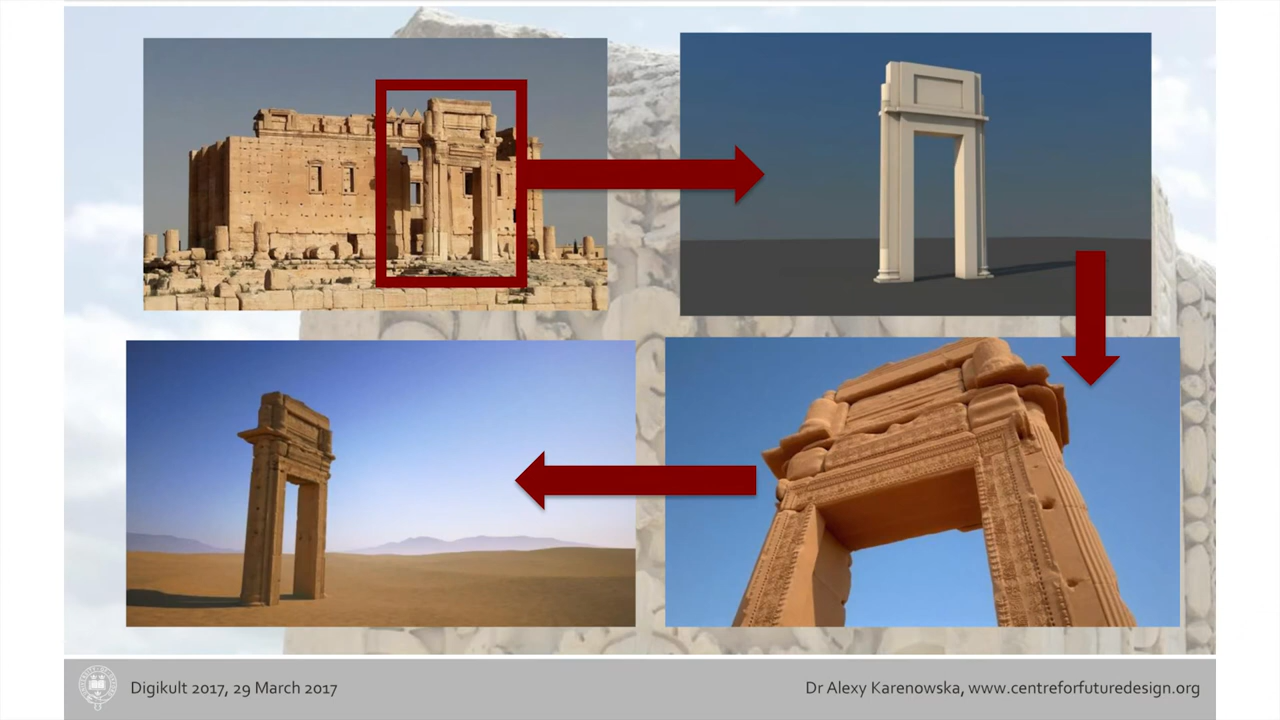 Digikult 2017, 29 March 2017
Dr Alexy Karenowska, www.centreforfuturedesign.org